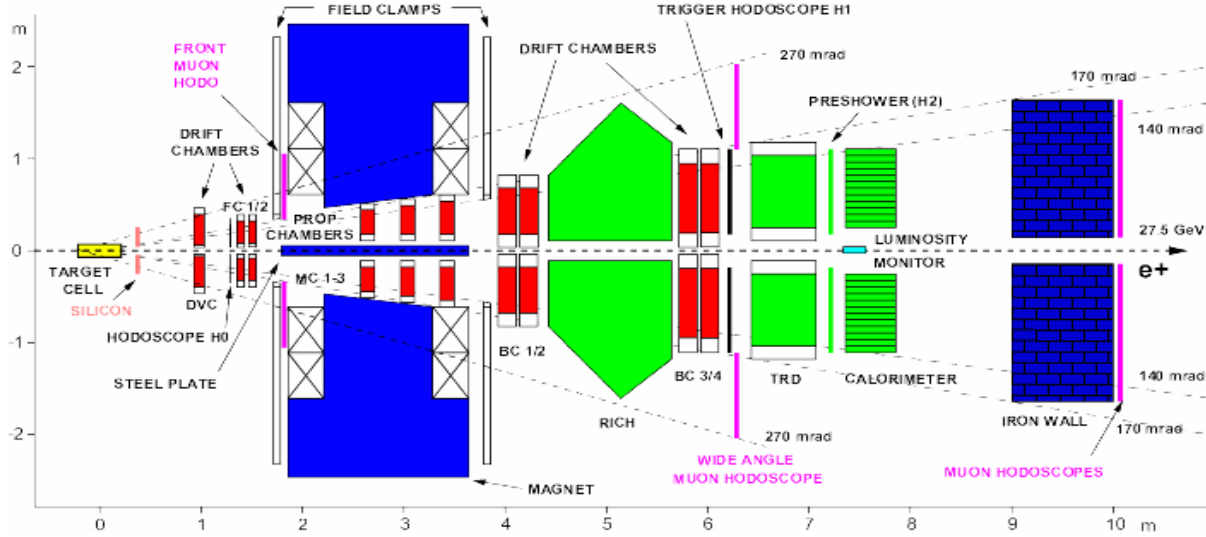 m
FIELD CLAMPS
TRIGGER HODOSCOPE H1
2
FRONT
MUON
HODO
DRIFT CHAMBERS
270 mrad
170 mrad
PRESHOWER (H2)
140 mrad
DRIFT
CHAMBERS
1
FC 1/2
PROP
CHAMBERS
0
27.5 GeV
e+
LUMINOSITY
MONITOR
TARGET
CELL
SILICON
DVC
MC 1-3
HODOSCOPE H0
-1
STEEL PLATE
BC 1/2
BC 3/4
TRD
CALORIMETER
140 mrad
RICH
IRON WALL
170 mrad
-2
270 mrad
WIDE ANGLE
MUON HODOSCOPE
MUON HODOSCOPES
MAGNET
0 1 2 3 4 5 6 7 8 9 10 m